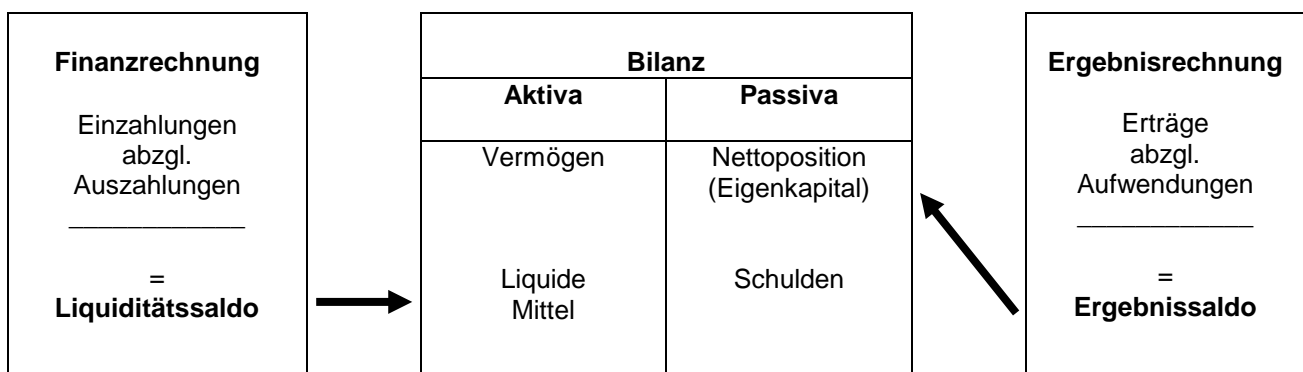 Finanzrechnung
Einzahlungen
abzgl.
Auszahlungen
=
Liquiditätssaldo
Bilanz
Aktiva
Passiva
Vermögen
Nettoposition
(Eigenkapital)
Liquide
Mittel
Schulden
Ergebnisrechnung
Erträge
abzgl.
Aufwendungen
=
Ergebnissaldo